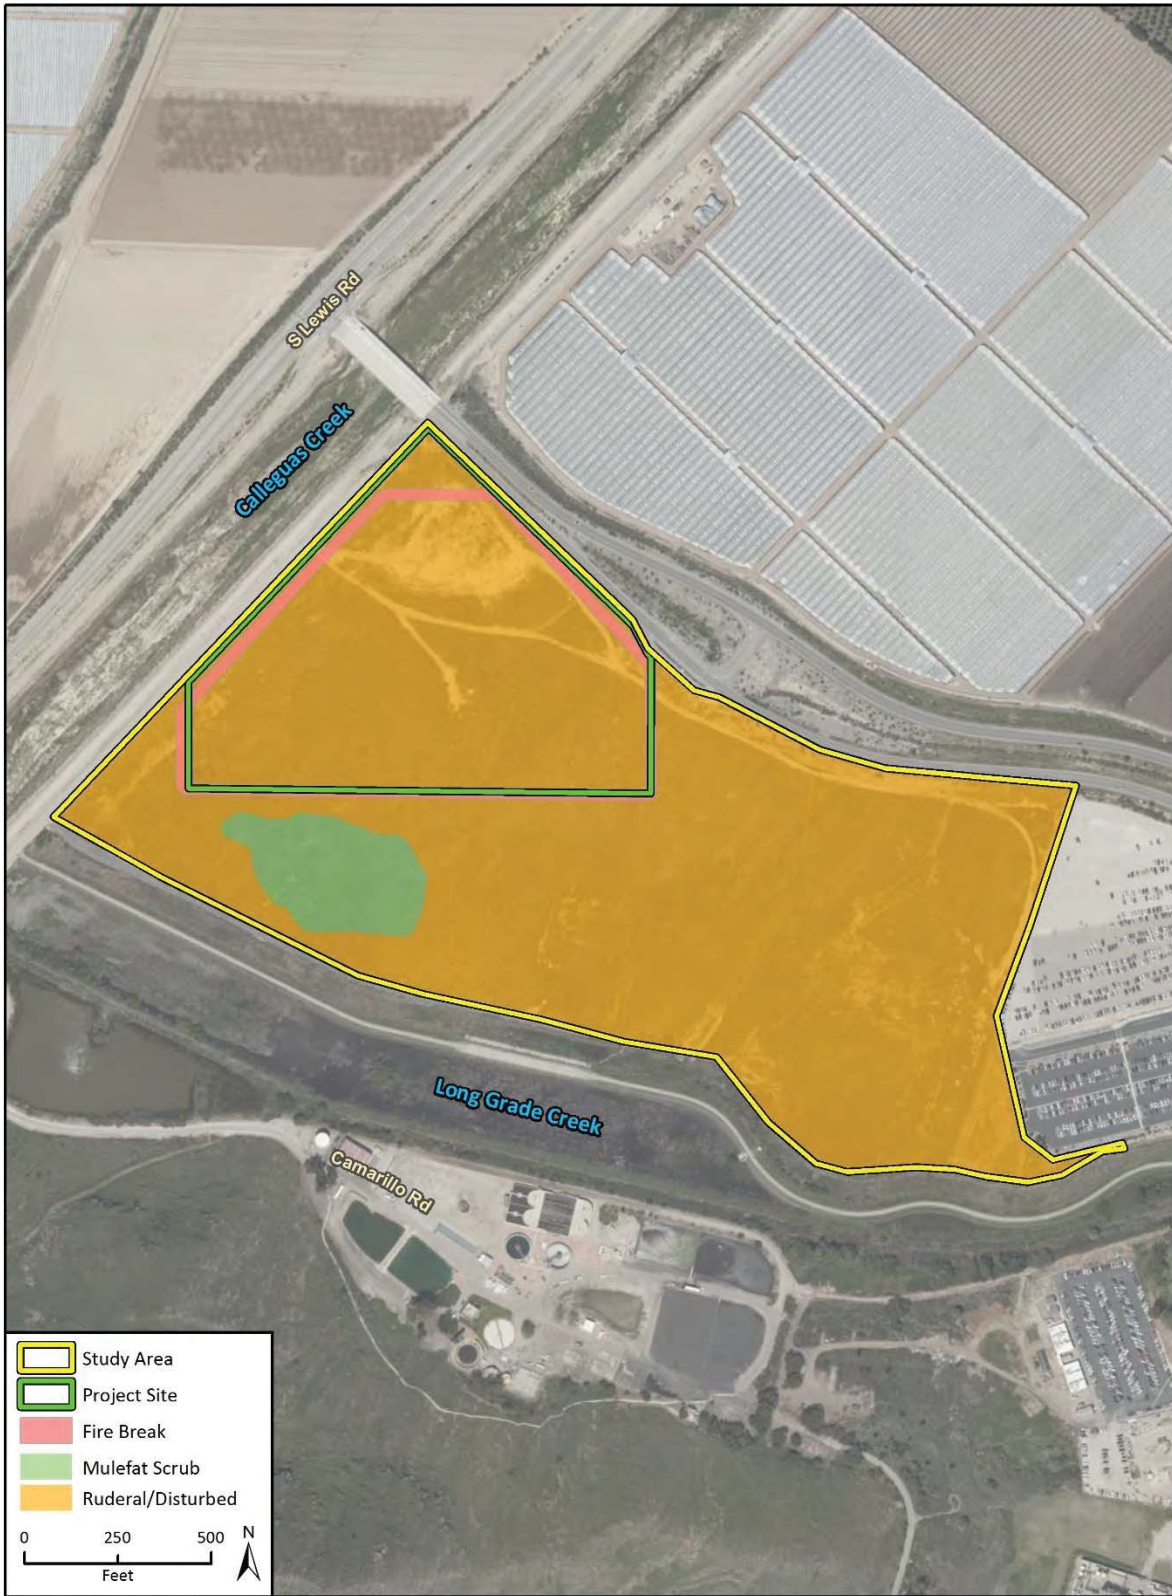 S Lewis Rd
Calleguas Creek
Long Grade Creek
Camarillo Rd
Study Area
Project Site
Fire Break
Mulefat Scrub
Ruderal/Disturbed
0 250 500
Feet
N